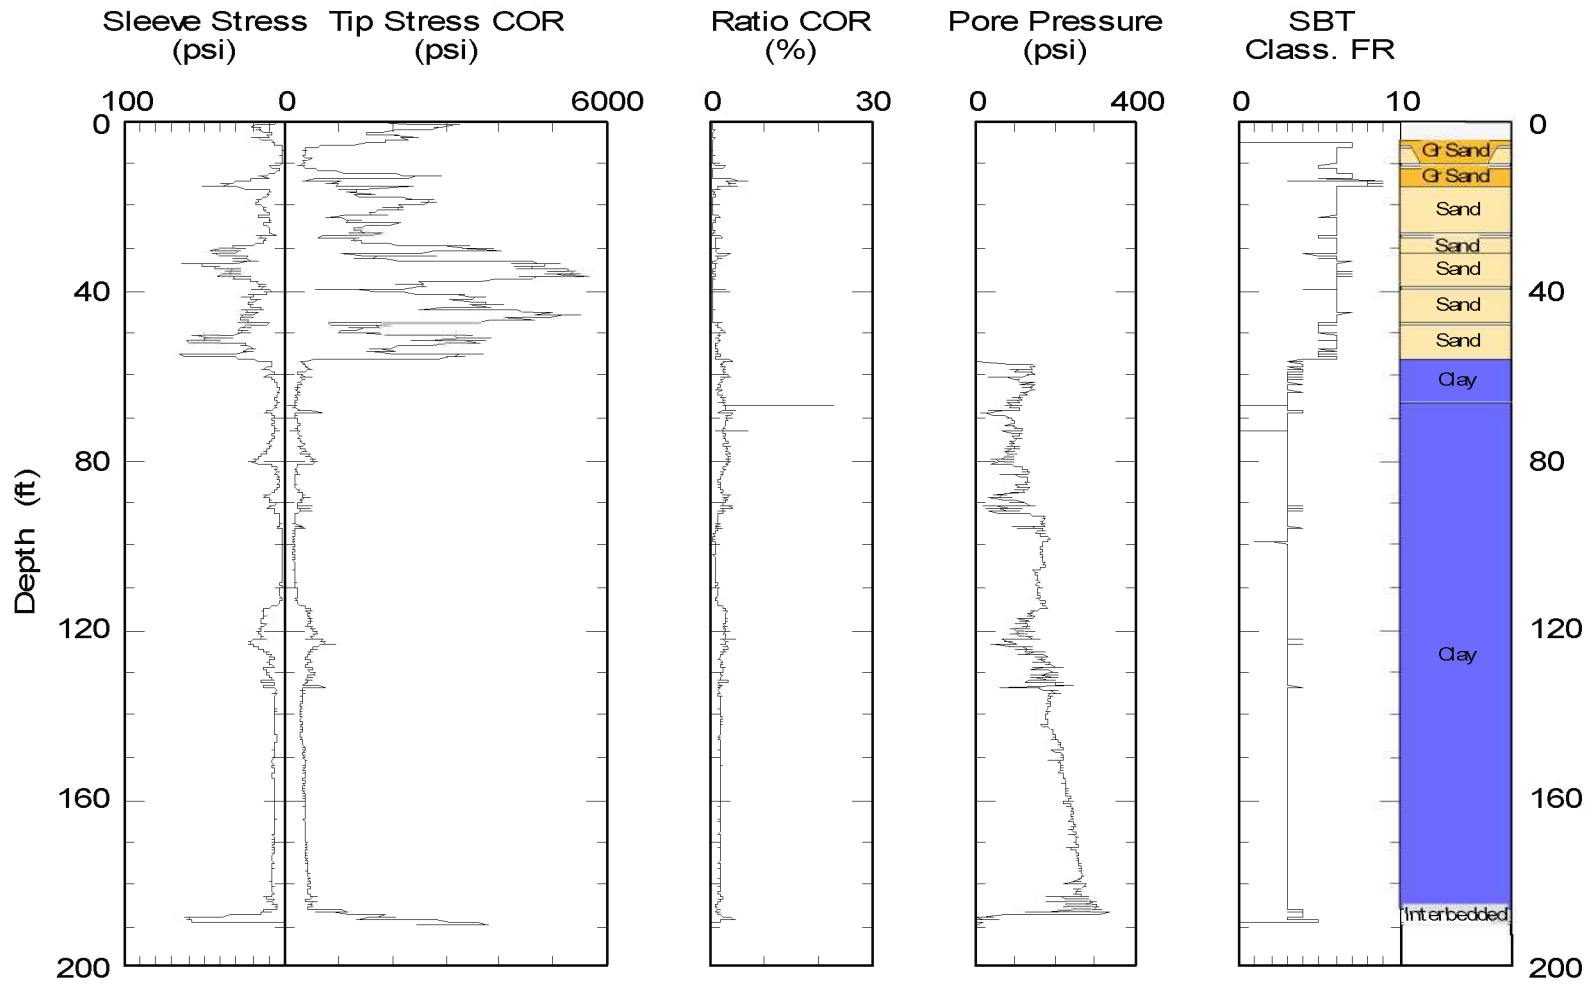 Sleeve Stress Tip Stress COR Ratio COR Pore Pressure SBT
(psi) (psi) (%) (psi) Class. FR
100 0 6000 0 30 0 400 0 10
0 0
Gr Sand
Gr Sand
Sand
Sand
Sand
40 40
Sand
Sand
Clay
80 80
Depth (ft)
120 120
Clay
160 160
Interbedded
200 200